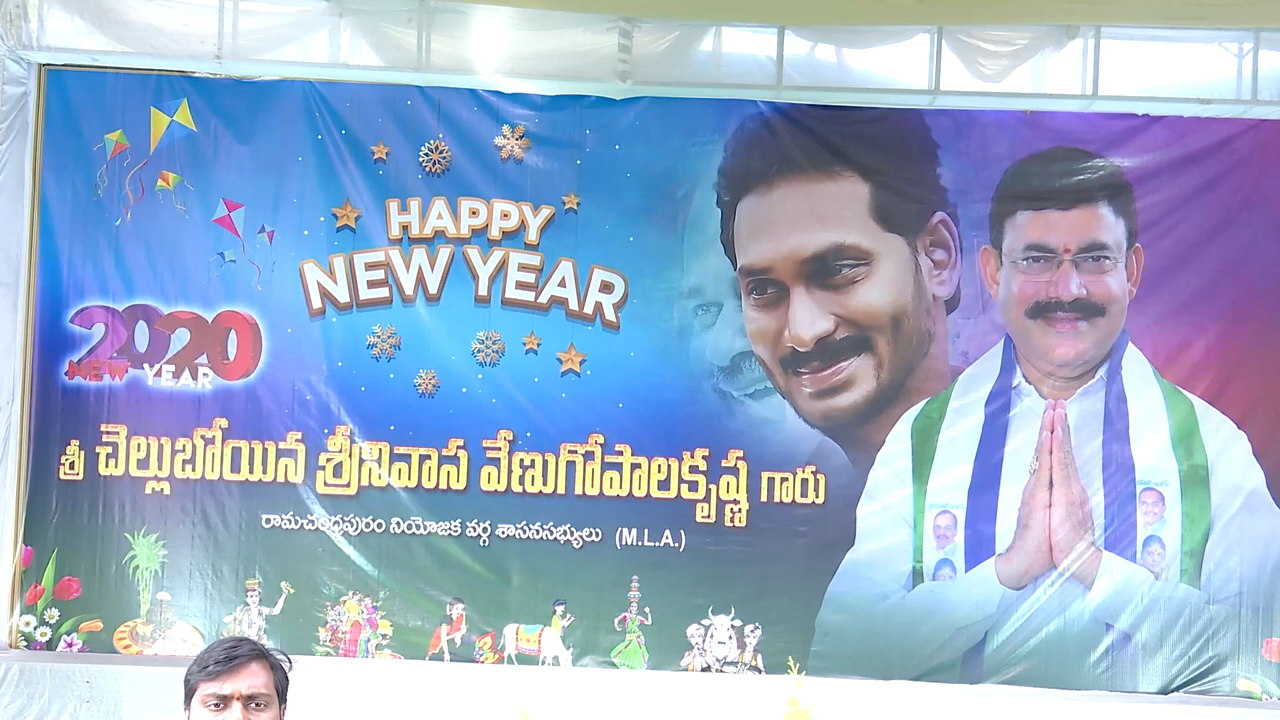 HAPPY
NEW YEAR
2020
NEW YEAR
శ్రీ చెల్లుబోయిన శ్రీనివాస వేణుగోపాలకృష్ణ గారు
రామచంద్రపురం నియోజక వర్గ శాసనసభ్యులు (M.L.A.)